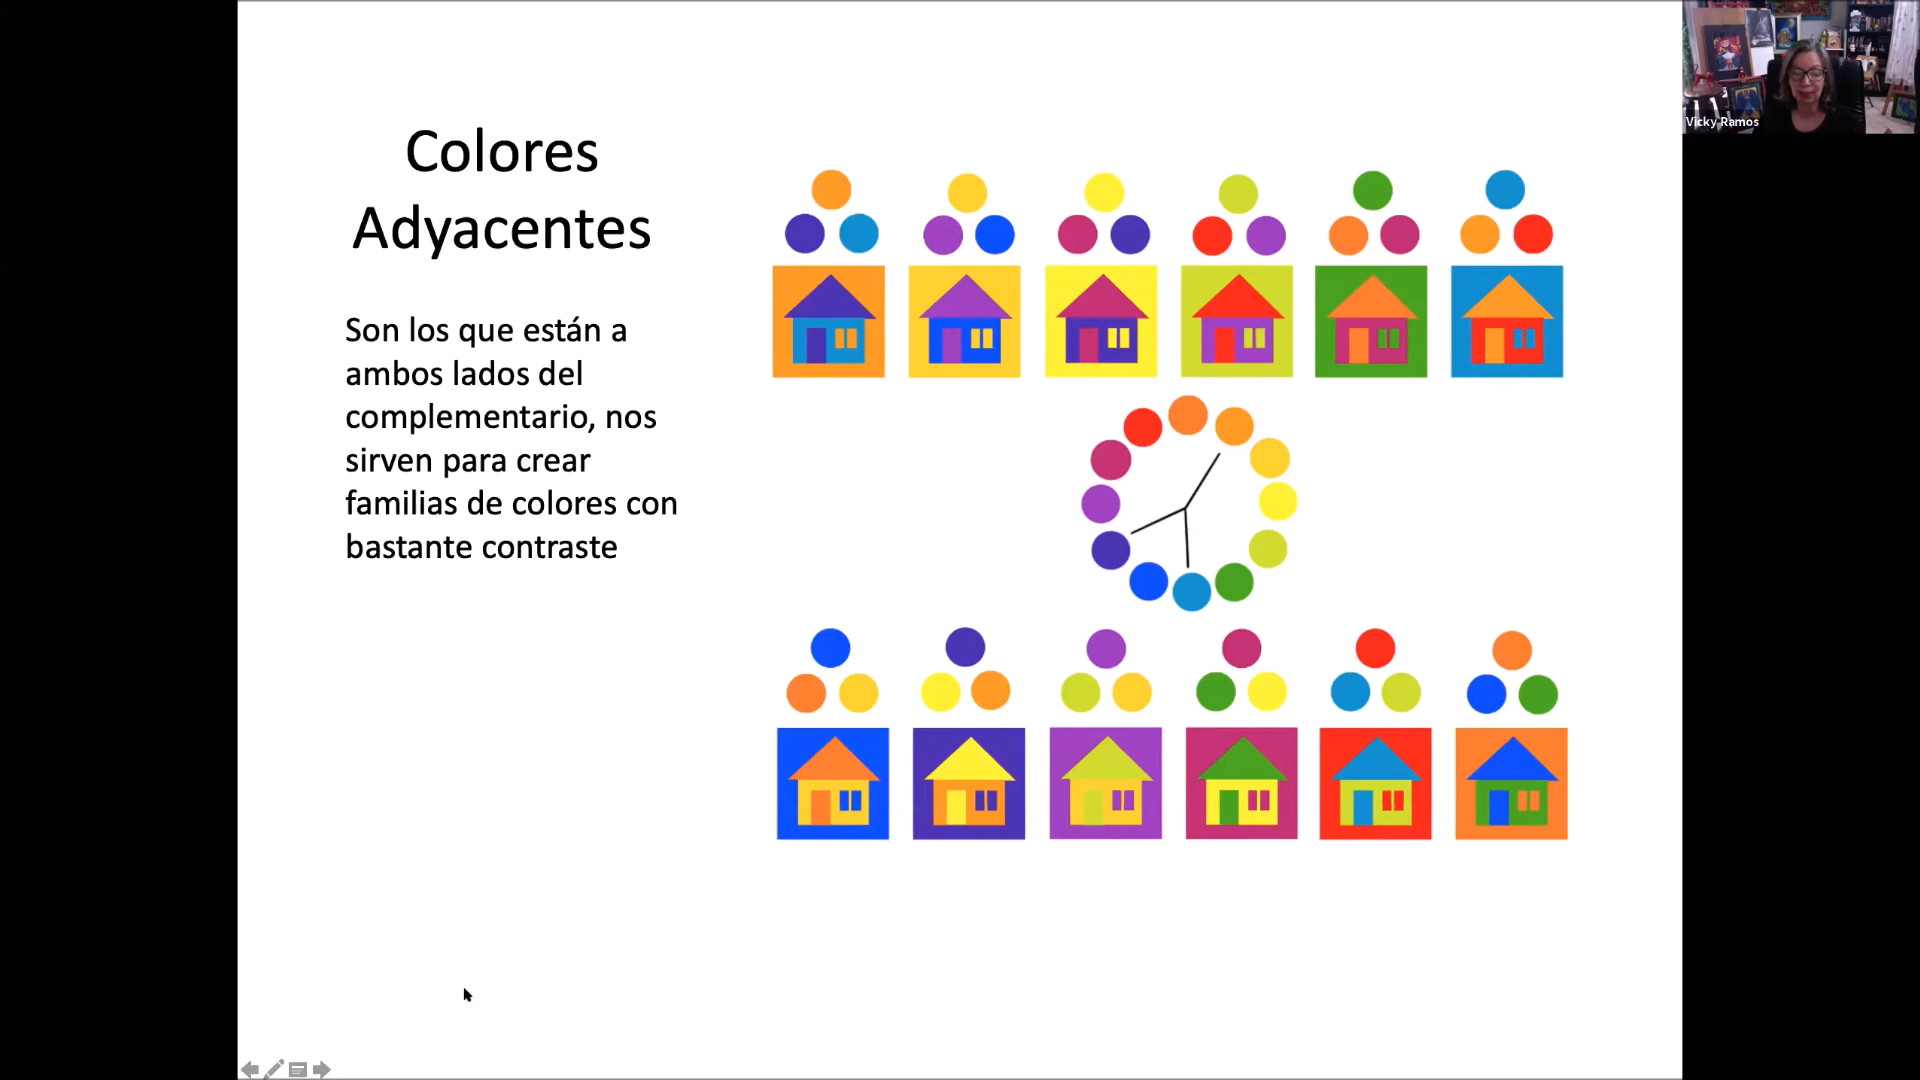 Colores
Adyacentes
Son los que están a
ambos lados del
complementario, nos
sirven para crear
familias de colores con
bastante contraste
Vicky Ramos